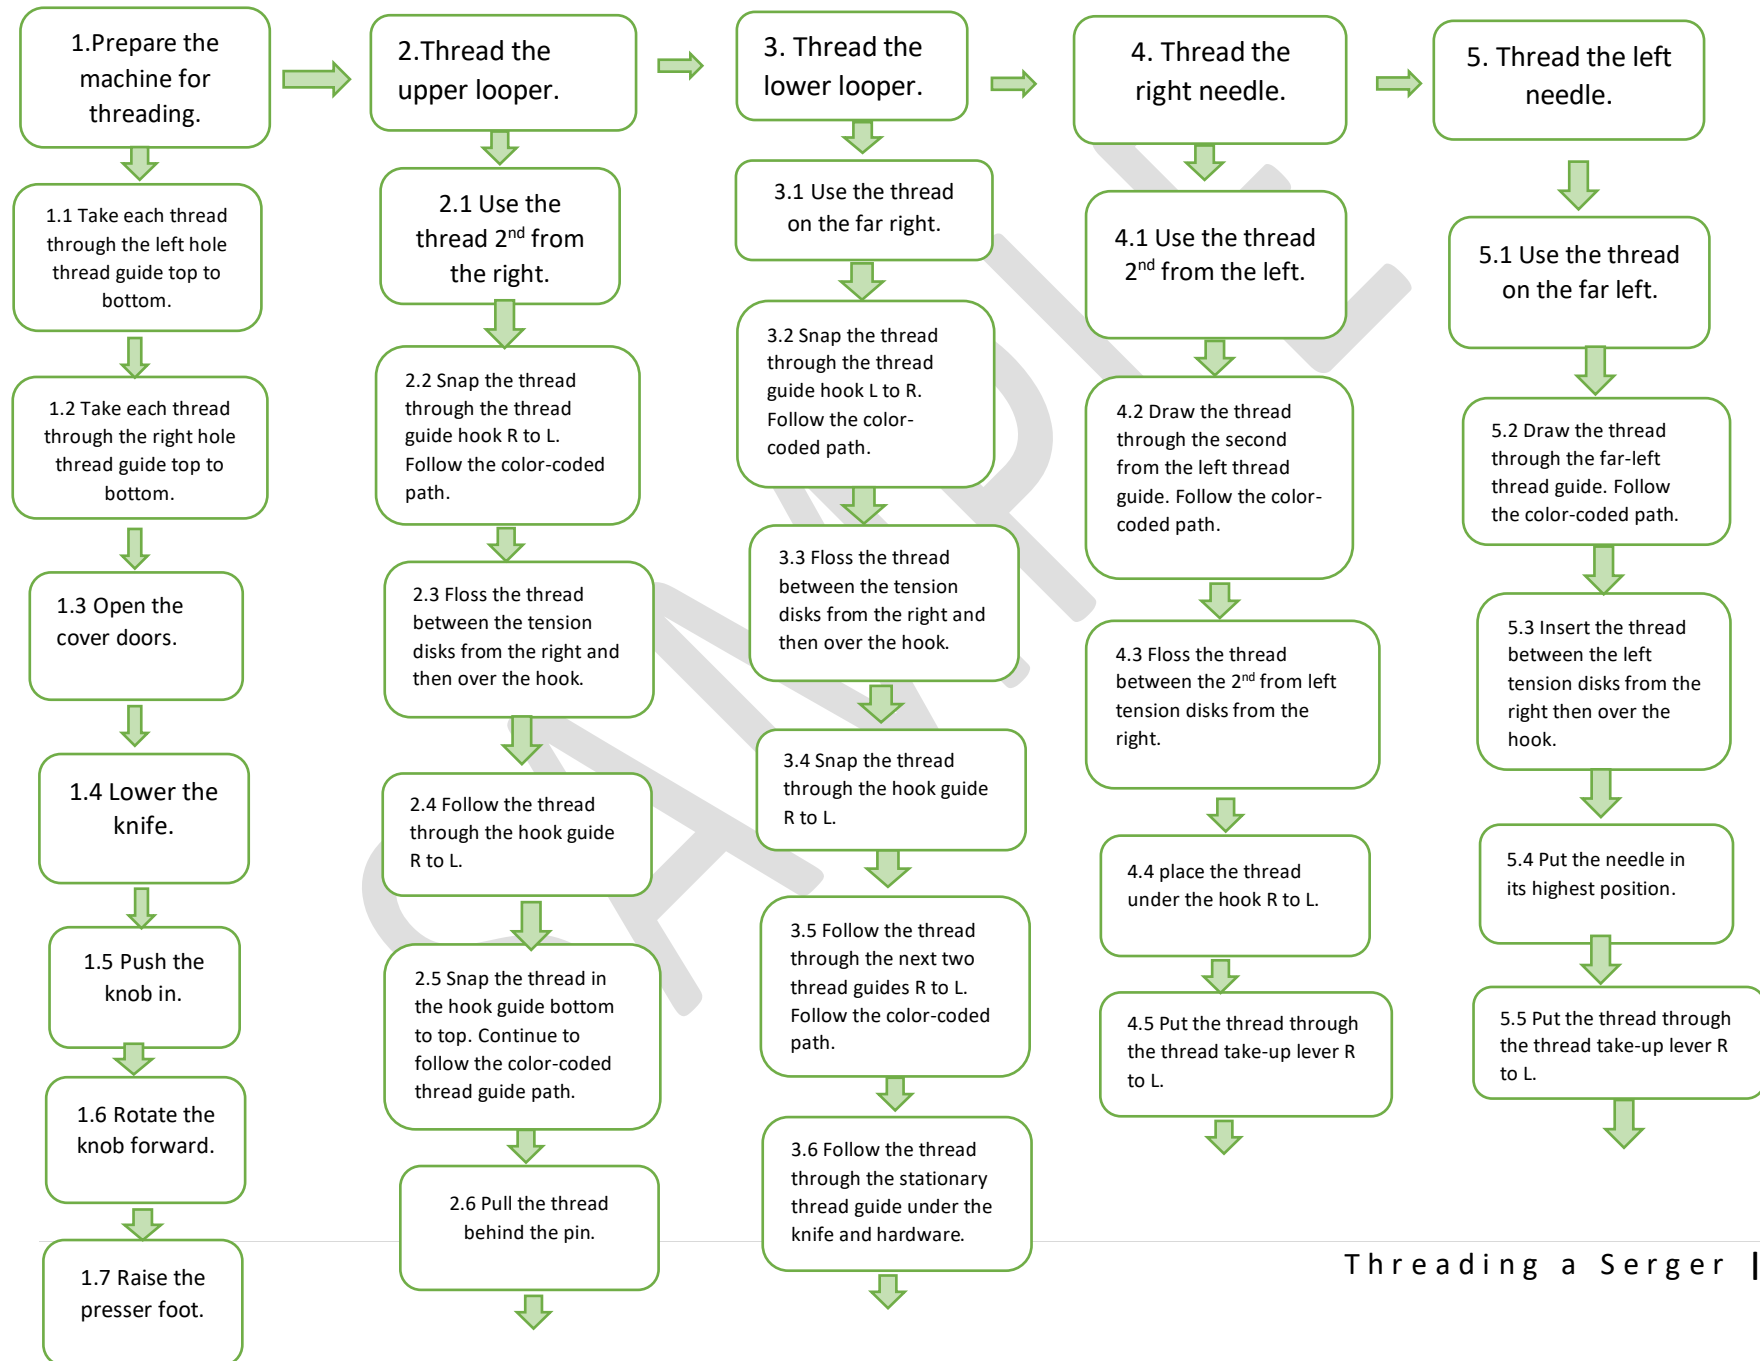 1.Prepare the
machine for
threading.
1.1 Take each thread
through the left hole
thread guide top to
bottom.
1.2 Take each thread
through the right hole
thread guide top to
bottom.
1.3 Open the
cover doors.
1.4 Lower the
knife.
1.5 Push the
knob in.
1.6 Rotate the
knob forward.
1.7 Raise the
presser foot.
2.Thread the
upper looper.
2.1 Use the
thread 2nd from
the right.
2.2 Snap the thread
through the thread
guide hook R to L.
Follow the color-coded
path.
2.3 Floss the thread
between the tension
disks from the right and
then over the hook.
2.4 Follow the thread
through the hook guide
R to L.
2.5 Snap the thread in
the hook guide bottom
to top. Continue to
follow the color-coded
thread guide path.
2.6 Pull the thread
behind the pin.
3. Thread the
lower looper.
3.1 Use the thread
on the far right.
3.2 Snap the thread
through the thread
guide hook L to R.
Follow the color-
coded path.
3.3 Floss the thread
between the tension
disks from the right and
then over the hook.
3.4 Snap the thread
through the hook guide
R to L.
3.5 Follow the thread
through the next two
thread guides R to L.
Follow the color-coded
path.
3.6 Follow the thread
through the stationary
thread guide under the
knife and hardware.
4. Thread the
right needle.
4.1 Use the thread
2nd from the left.
4.2 Draw the thread
through the second
from the left thread
guide. Follow the color-
coded path.
4.3 Floss the thread
between the 2nd from left
tension disks from the
right.
4.4 place the thread
under the hook R to L.
4.5 Put the thread through
the thread take-up lever R
to L.
5. Thread the left
needle.
5.1 Use the thread
on the far left.
5.2 Draw the thread
through the far-left
thread guide. Follow
the color-coded path.
5.3 Insert the thread
between the left
tension disks from the
right then over the
hook.
5.4 Put the needle in
its highest position.
5.5 Put the thread through
the thread take-up lever R
to L.
Threading a Serger |
SAMPLE